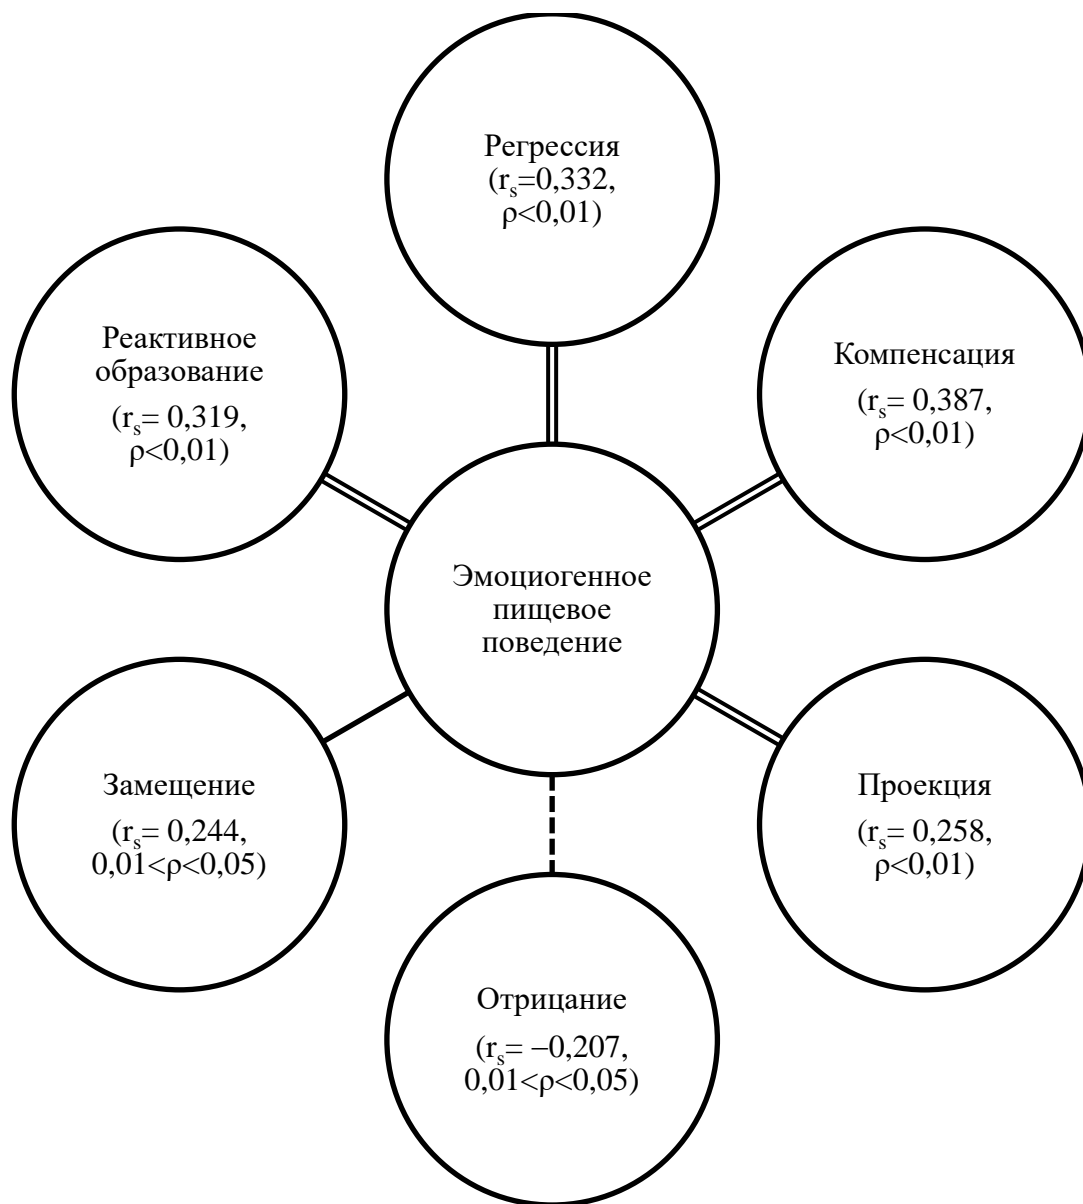 Регрессия
(rₛ=0,332,
ρ<0,01)
Реактивное
образование
(rₛ= 0,319,
ρ<0,01)
Компенсация
(rₛ= 0,387,
ρ<0,01)
Эмоциогенное
пищевое
поведение
Замещение
(rₛ= 0,244,
0,01<ρ<0,05)
Проекция
(rₛ= 0,258,
ρ<0,01)
Отрицание
(rₛ= −0,207,
0,01<ρ<0,05)